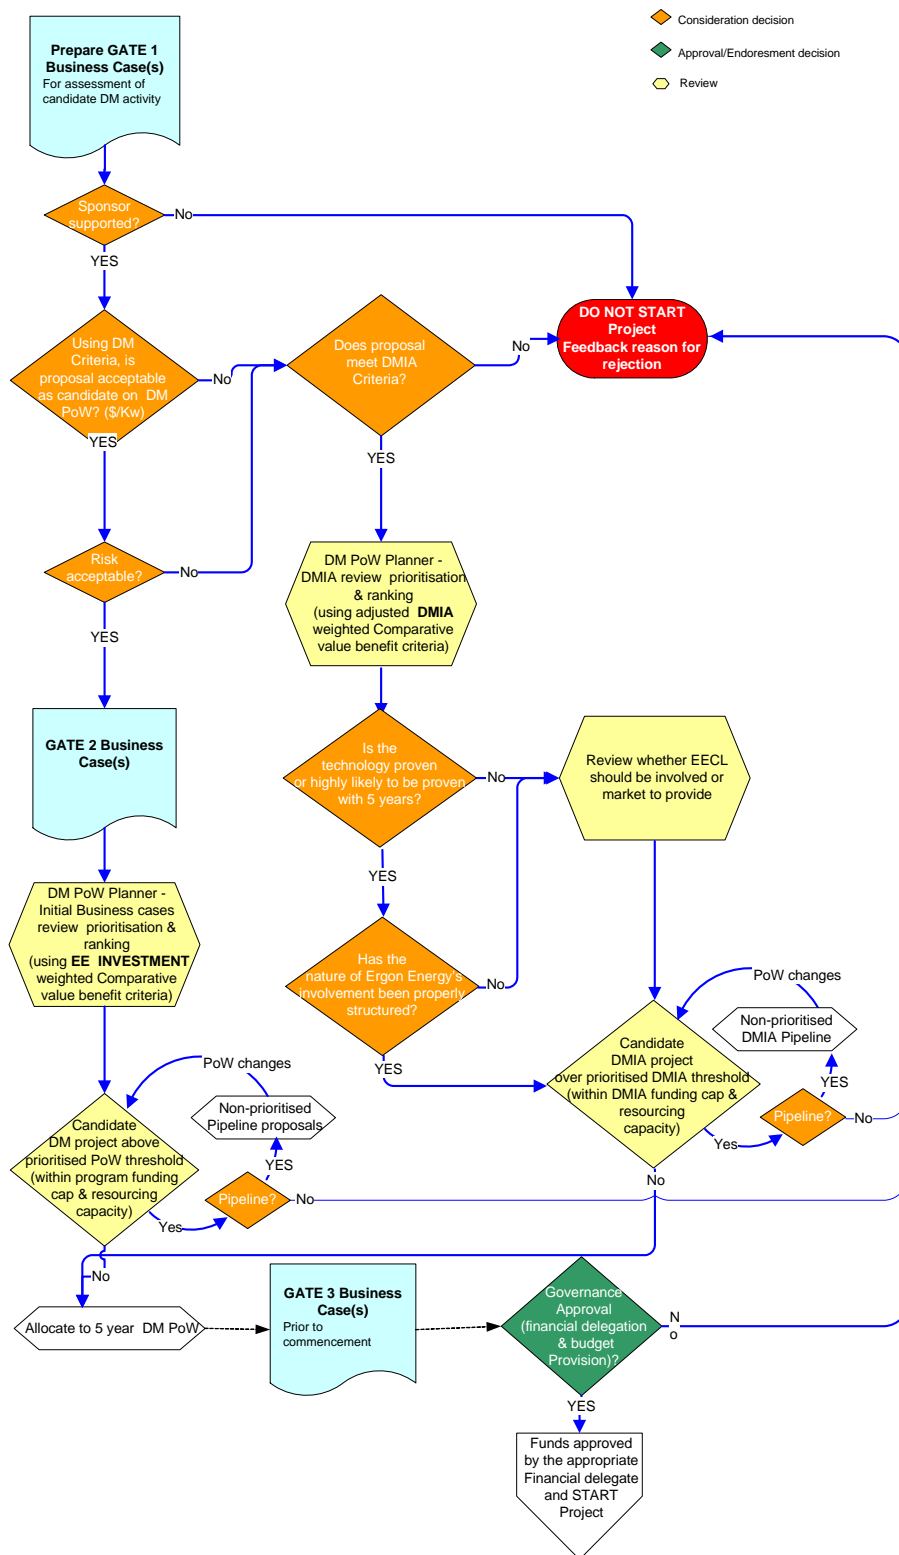 Consideration decision
Approval/Endoresment decision
Review
Prepare GATE 1
Business Case(s)
For assessment of
candidate DM activity
Sponsor
supported?
No
YES
Using DM
Criteria, is
proposal acceptable
as candidate on DM
PoW? ($/Kw)
No
YES
Does proposal
meet DMIA
Criteria?
No
YES
DO NOT START
Project
Feedback reason for
rejection
Risk
acceptable?
No
YES
DM PoW Planner -
DMIA review prioritisation
& ranking
(using adjusted DMIA
weighted Comparative
value benefit criteria)
GATE 2 Business
Case(s)
Is the
technology proven
or highly likely to be proven
with 5 years?
No
YES
Review whether EECL
should be involved or
market to provide
DM PoW Planner -
Initial Business cases
review prioritisation &
ranking
(using EE INVESTMENT
weighted Comparative
value benefit criteria)
Has the
nature of Ergon Energy's
involvement been properly
structured?
No
YES
PoW changes
Non-prioritised
DMIA Pipeline
YES
Candidate
DMIA project
over prioritised DMIA threshold
(within DMIA funding cap &
resourcing
capacity)
Yes
Pipeline?
No
No
PoW changes
Non-prioritised
Pipeline proposals
YES
Candidate
DM project above
prioritised PoW threshold
(within program funding
cap & resourcing
capacity)
Yes
Pipeline?
No
No
Allocate to 5 year DM PoW
GATE 3 Business
Case(s)
Prior to
commencement
Governance
Approval
(financial delegation
& budget
Provision)?
N
o
YES
Funds approved
by the appropriate
Financial delegate
and START
Project